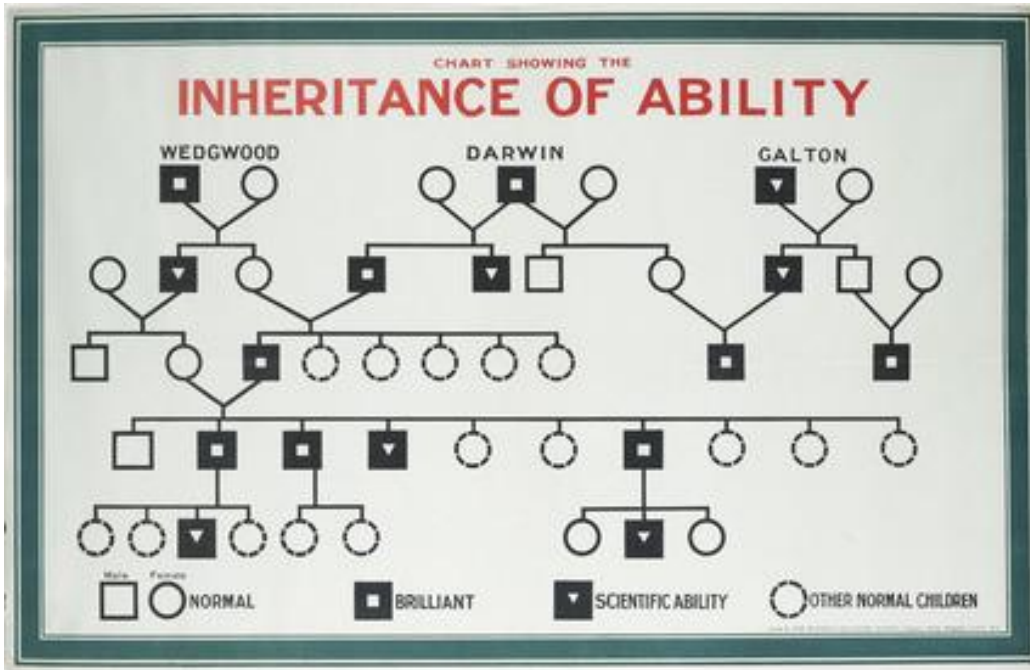 CHART SHOWING THE
INHERITANCE OF ABILITY
WEDGWOOD DARWIN GALTON
Male Female
NORMAL BRILLIANT SCIENTIFIC ABILITY OTHER NORMAL CHILDREN